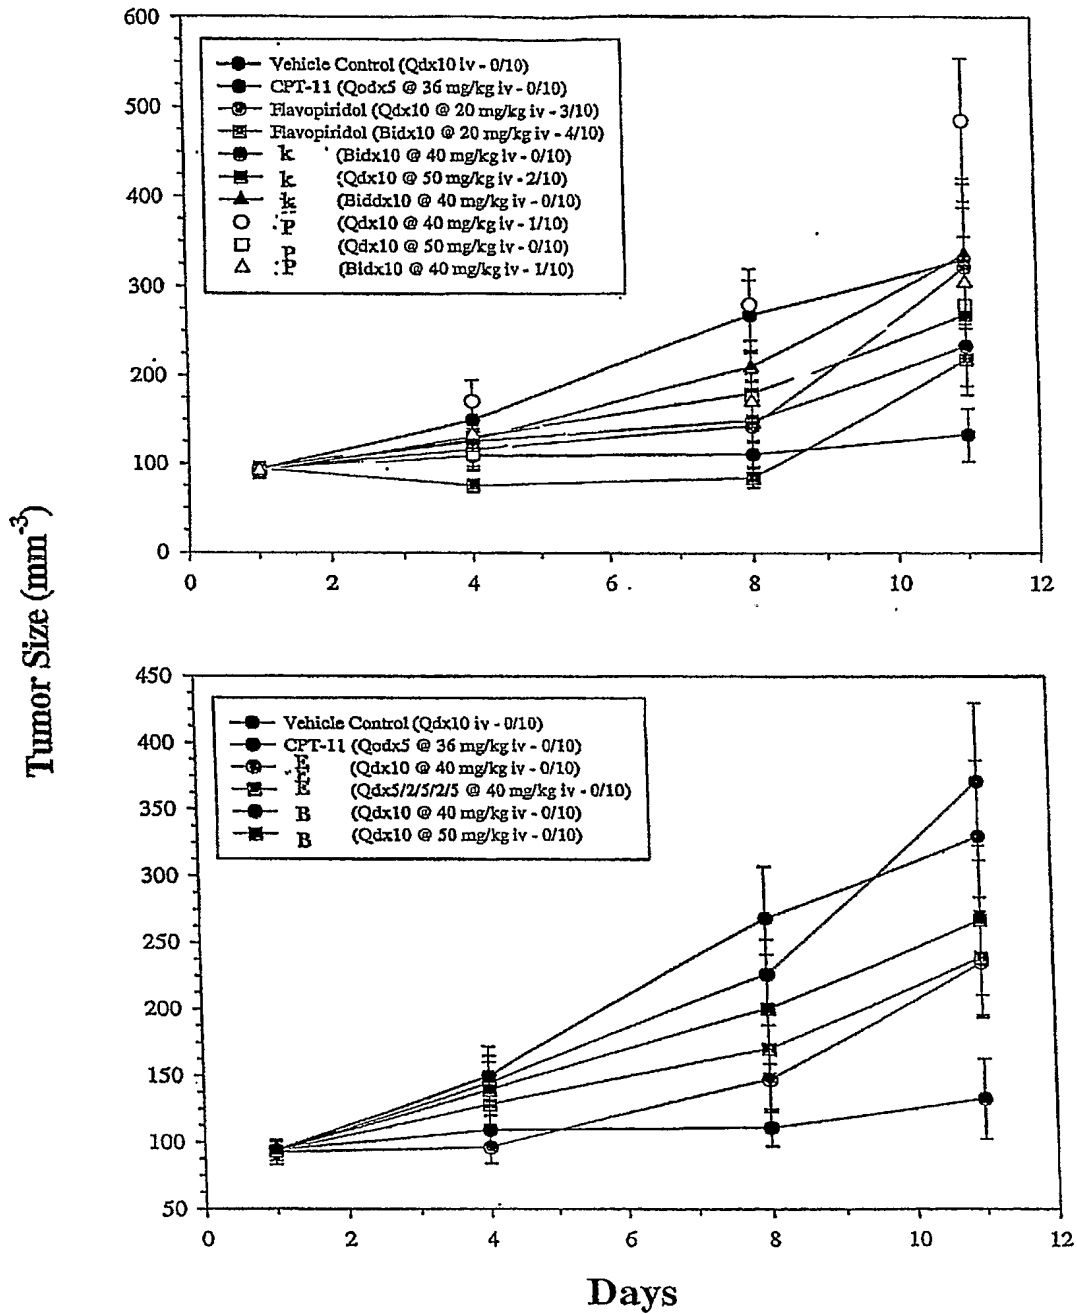 600
500
400
300
200
100
0
Vehicle Control (Qdx10 iv - 0/10)
CPT-11 (Qodx5 @ 36 mg/kg iv - 0/10)
Flavopiridol (Qdx10 @ 20 mg/kg iv - 3/10)
Flavopiridol (Bidx10 @ 20 mg/kg iv - 4/10)
k (Bidx10 @ 40 mg/kg iv - 0/10)
k (Qdx10 @ 50 mg/kg iv - 2/10)
k (Biddx10 @ 40 mg/kg iv - 0/10)
P (Qdx10 @ 40 mg/kg iv - 1/10)
P (Qdx10 @ 50 mg/kg iv - 0/10)
P (Bidx10 @ 40 mg/kg iv - 1/10)
0 2 4 6 8 10 12
Tumor Size (mm-3)
450
400
350
300
250
200
150
100
50
Vehicle Control (Qdx10 iv - 0/10)
CPT-11 (Qodx5 @ 36 mg/kg iv - 0/10)
E (Qdx10 @ 40 mg/kg iv - 0/10)
E (Qdx5/2/5/2/5 @ 40 mg/kg iv - 0/10)
B (Qdx10 @ 40 mg/kg iv - 0/10)
B (Qdx10 @ 50 mg/kg iv - 0/10)
0 2 4 6 8 10 12
Days